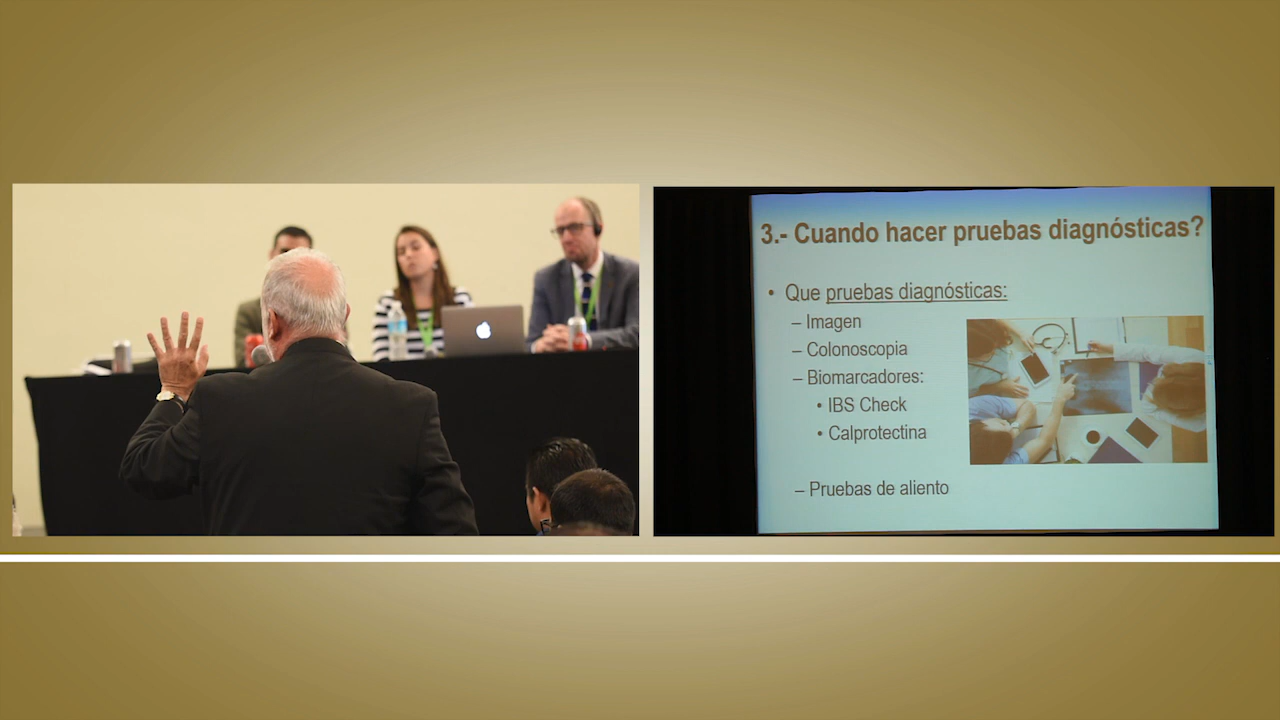 3.- Cuando hacer pruebas diagnósticas?
• Que pruebas diagnósticas:
– Imagen
– Colonoscopia
– Biomarcadores:
• IBS Check
• Calprotectina
– Pruebas de aliento